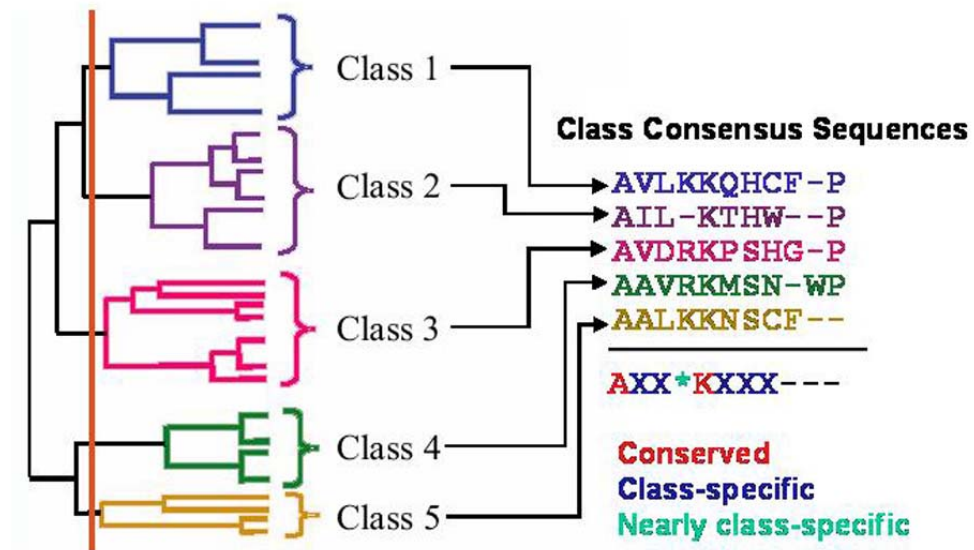 Class 1
Class 2
Class 3
Class 4
Class 5
Class Consensus Sequences
AVLKKQHCF-P
AIL-KTHW--P
AVDRKPSHG-P
AAVRKMSN-WP
AALKKNSCF--
AXX*KXXX---
Conserved
Class-specific
Nearly class-specific